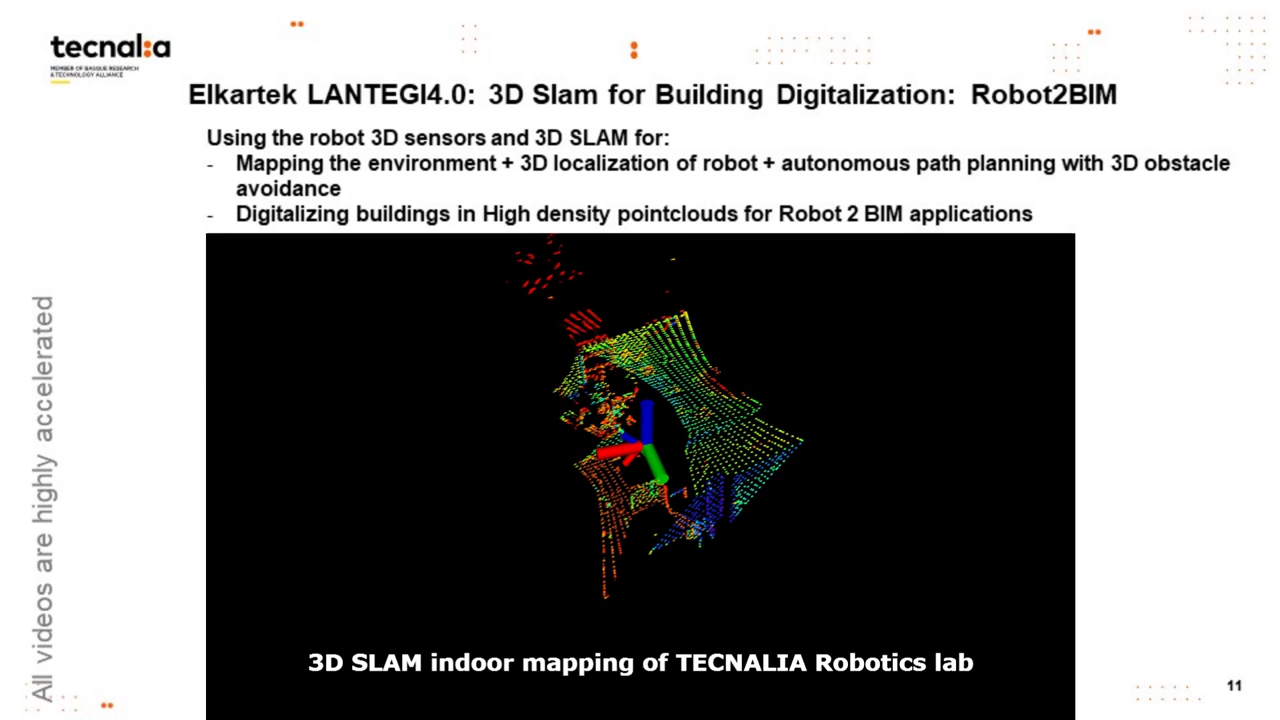 tecnal:a
MEMBER OF BASQUE RESEARCH
& TECHNOLOGY ALLIANCE
Elkartek LANTEGI4.0: 3D Slam for Building Digitalization: Robot2BIM
Using the robot 3D sensors and 3D SLAM for:
- Mapping the environment + 3D localization of robot + autonomous path planning with 3D obstacle
avoidance
- Digitalizing buildings in High density pointclouds for Robot 2 BIM applications
All videos are highly accelerated
3D SLAM indoor mapping of TECNALIA Robotics lab
11